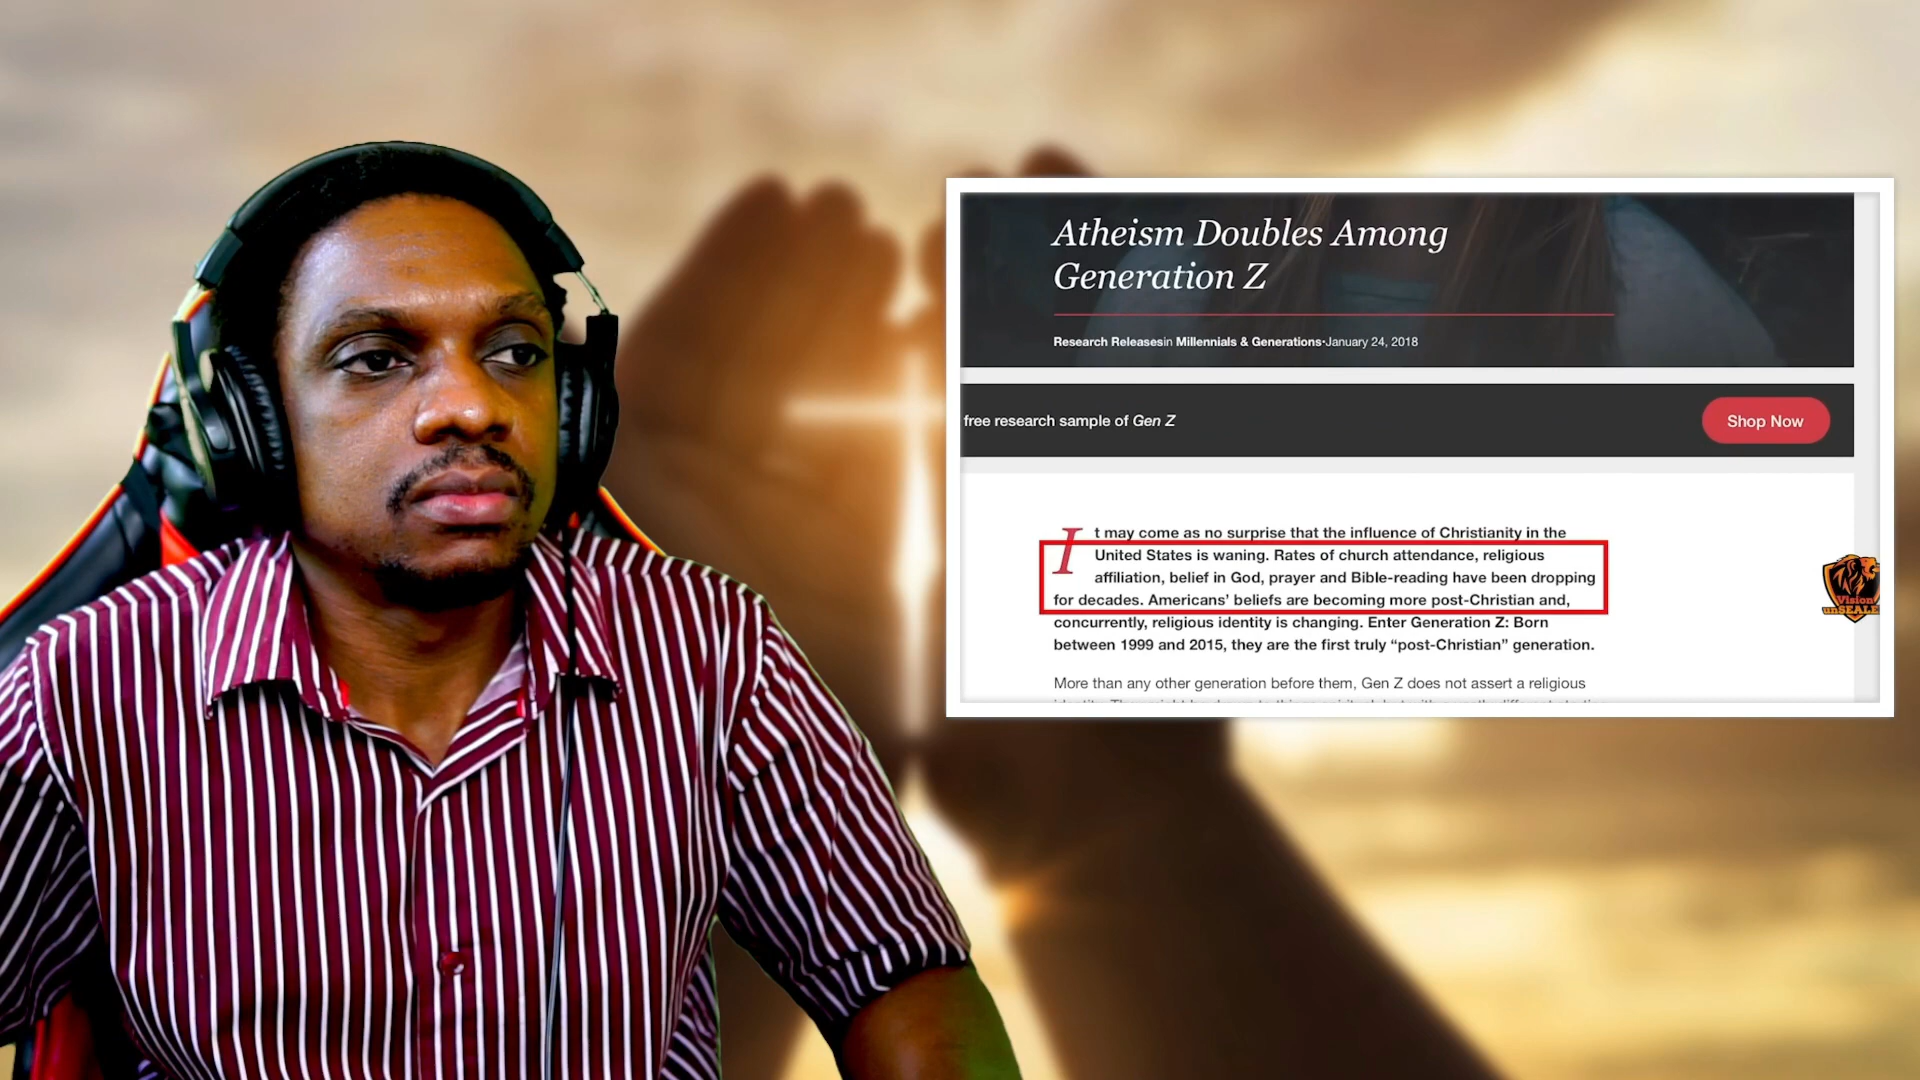 Atheism Doubles Among
Generation Z
Research Releasesin Millennials & Generations·January 24, 2018
free research sample of Gen Z
Shop Now
It may come as no surprise that the influence of Christianity in the
United States is waning. Rates of church attendance, religious
affiliation, belief in God, prayer and Bible-reading have been dropping
for decades. Americans’ beliefs are becoming more post-Christian and,
concurrently, religious identity is changing. Enter Generation Z: Born
between 1999 and 2015, they are the first truly “post-Christian” generation.
More than any other generation before them, Gen Z does not assert a religious
Vision
unSEALE